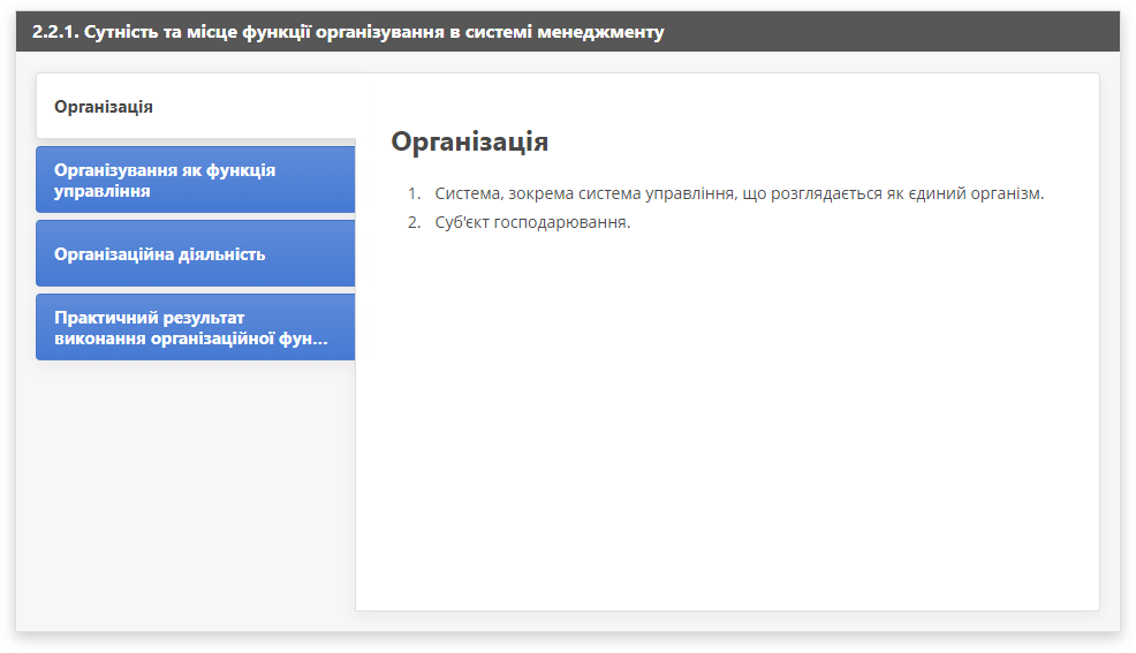 2.2.1. Сутність та місце функції організування в системі менеджменту
Організація
Організування як функція
управління
Організаційна діяльність
Практичний результат
виконання організаційної фун...
Організація
1. Система, зокрема система управління, що розглядається як єдиний організм.
2. Суб'єкт господарювання.